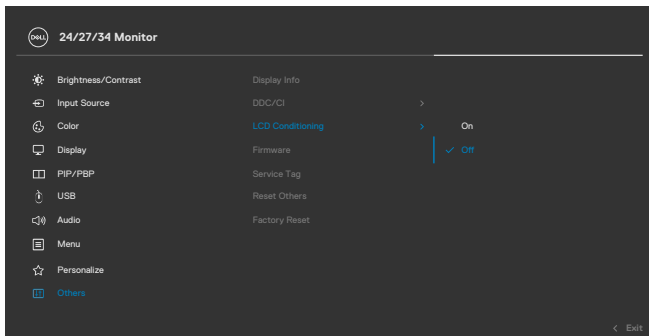 DELL 24/27/34 Monitor
Brightness/Contrast Display Info
Input Source DDC/CI >
Color LCD Conditioning > On
Display Firmware ✓ Off
PIP/PBP Service Tag
USB Reset Others
Audio Factory Reset
Menu
Personalize
Others
< Exit